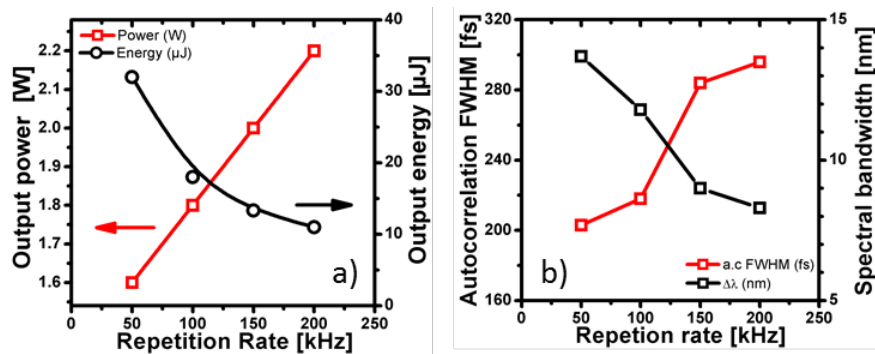 Power (W)
Energy (µJ)
Output power [W]
2.2
2.1
2.0
1.9
1.8
1.7
1.6
40
30
20
10
0
Output energy [µJ]
a)
0 50 100 150 200 250
Repetition Rate [kHz]
Autocorrelation FWHM [fs]
320
280
240
200
160
15
10
5
Spectral bandwidth [nm]
b)
a.c FWHM (fs)
Δλ (nm)
0 50 100 150 200 250
Repetion rate [kHz]